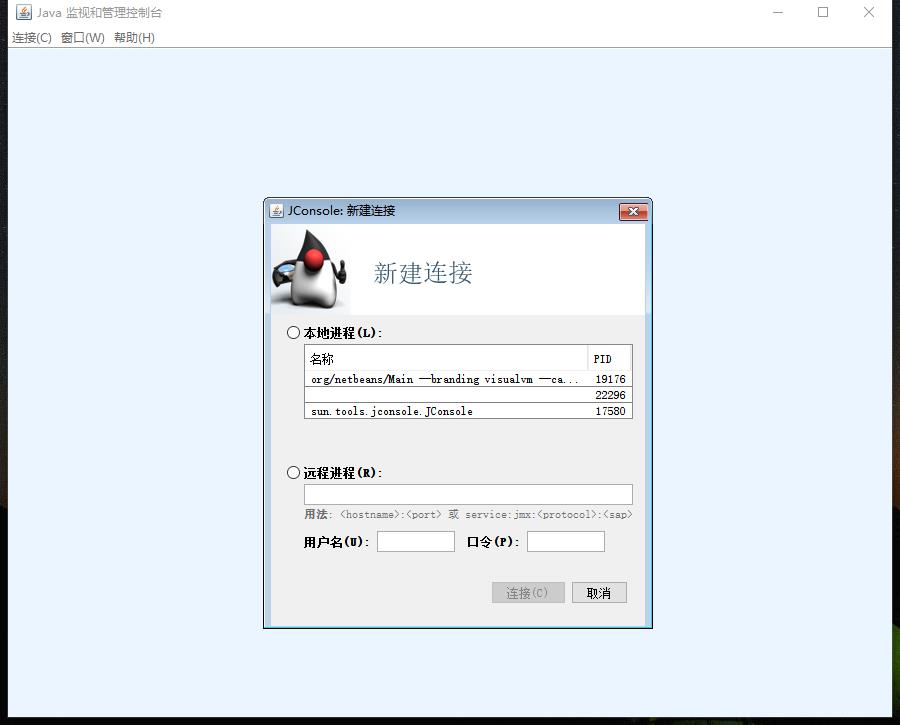 Java 监视和管理控制台
连接(C) 窗口(W) 帮助(H)
JConsole: 新建连接
新建连接
本地进程(L):
名称 PID
org/netbeans/Main --branding visualvm --ca... 19176
22296
sun.tools.jconsole.JConsole 17580
远程进程(R):
用法: <hostname>:<port> 或 service:jmx:<protocol>:<sap>
用户名(U): 口令(P):
连接(C) 取消